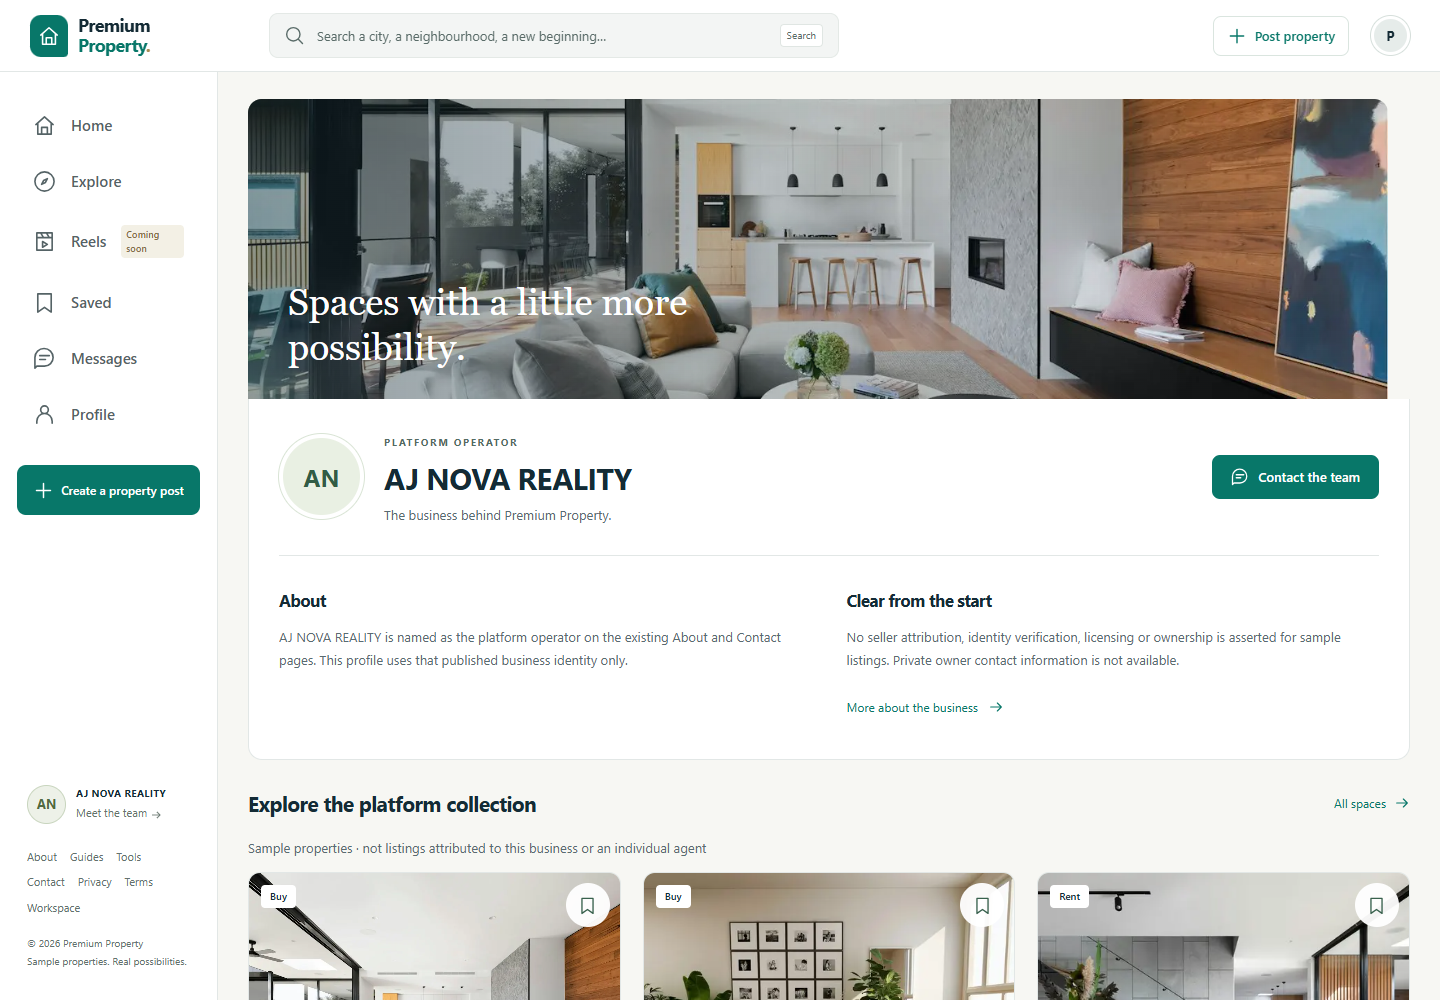 Premium
Property.
Search a city, a neighbourhood, a new beginning...
Search
Post property
P
Home
Explore
Reels
Coming
soon
Saved
Messages
Profile
Create a property post
AN
AJ NOVA REALITY
Meet the team →
About Guides Tools
Contact Privacy Terms
Workspace
© 2026 Premium Property
Sample properties. Real possibilities.
Spaces with a little more
possibility.
AN
PLATFORM OPERATOR
AJ NOVA REALITY
The business behind Premium Property.
Contact the team
About
AJ NOVA REALITY is named as the platform operator on the existing About and Contact
pages. This profile uses that published business identity only.
Clear from the start
No seller attribution, identity verification, licensing or ownership is asserted for sample
listings. Private owner contact information is not available.
More about the business →
Explore the platform collection
All spaces →
Sample properties · not listings attributed to this business or an individual agent
Buy
Buy
Rent